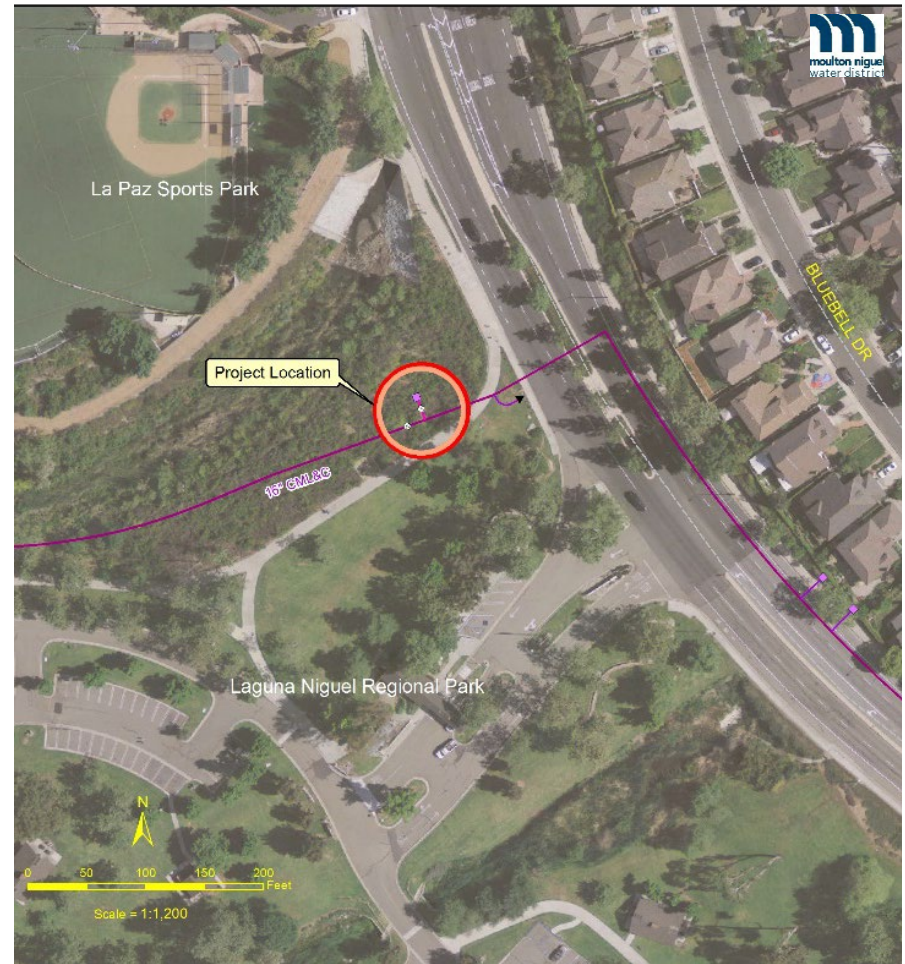 moulton niguel
water district
La Paz Sports Park
BLUEBELL DR
Project Location
16" CML&C
Laguna Niguel Regional Park
N
0 50 100 150 200
Feet
Scale = 1:1,200